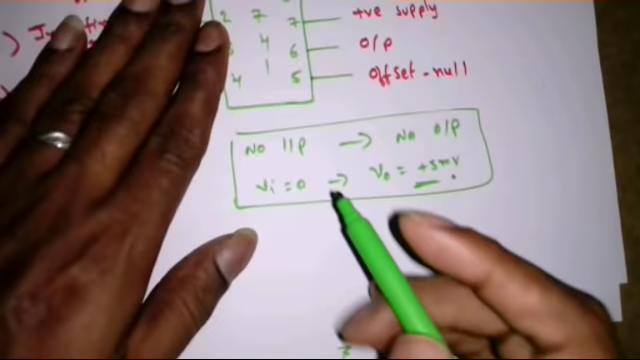 7 +ve supply
2 7
6 O/P
4
1
4 5 offset-null
No I/P → No O/P
Vi = 0 → Vo = +5mV.